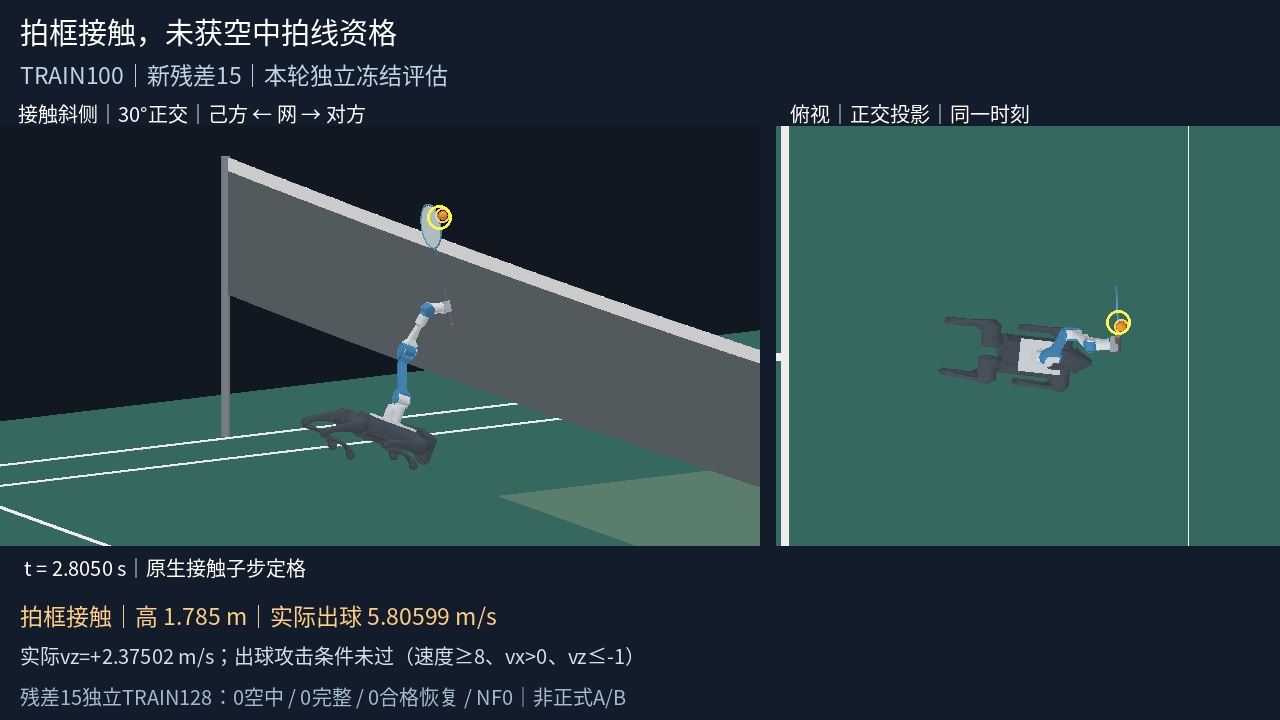 拍框接触，未获空中拍线资格
TRAIN100｜新残差15｜本轮独立冻结评估
接触斜侧｜30°正交｜己方 ← 网 → 对方
俯视｜正交投影｜同一时刻
t = 2.8050 s｜原生接触子步定格
拍框接触｜高 1.785 m｜实际出球 5.80599 m/s
实际vz=+2.37502 m/s；出球攻击条件未过（速度≥8、vx>0、vz≤-1）
残差15独立TRAIN128：0空中 / 0完整 / 0合格恢复 / NF0｜非正式A/B